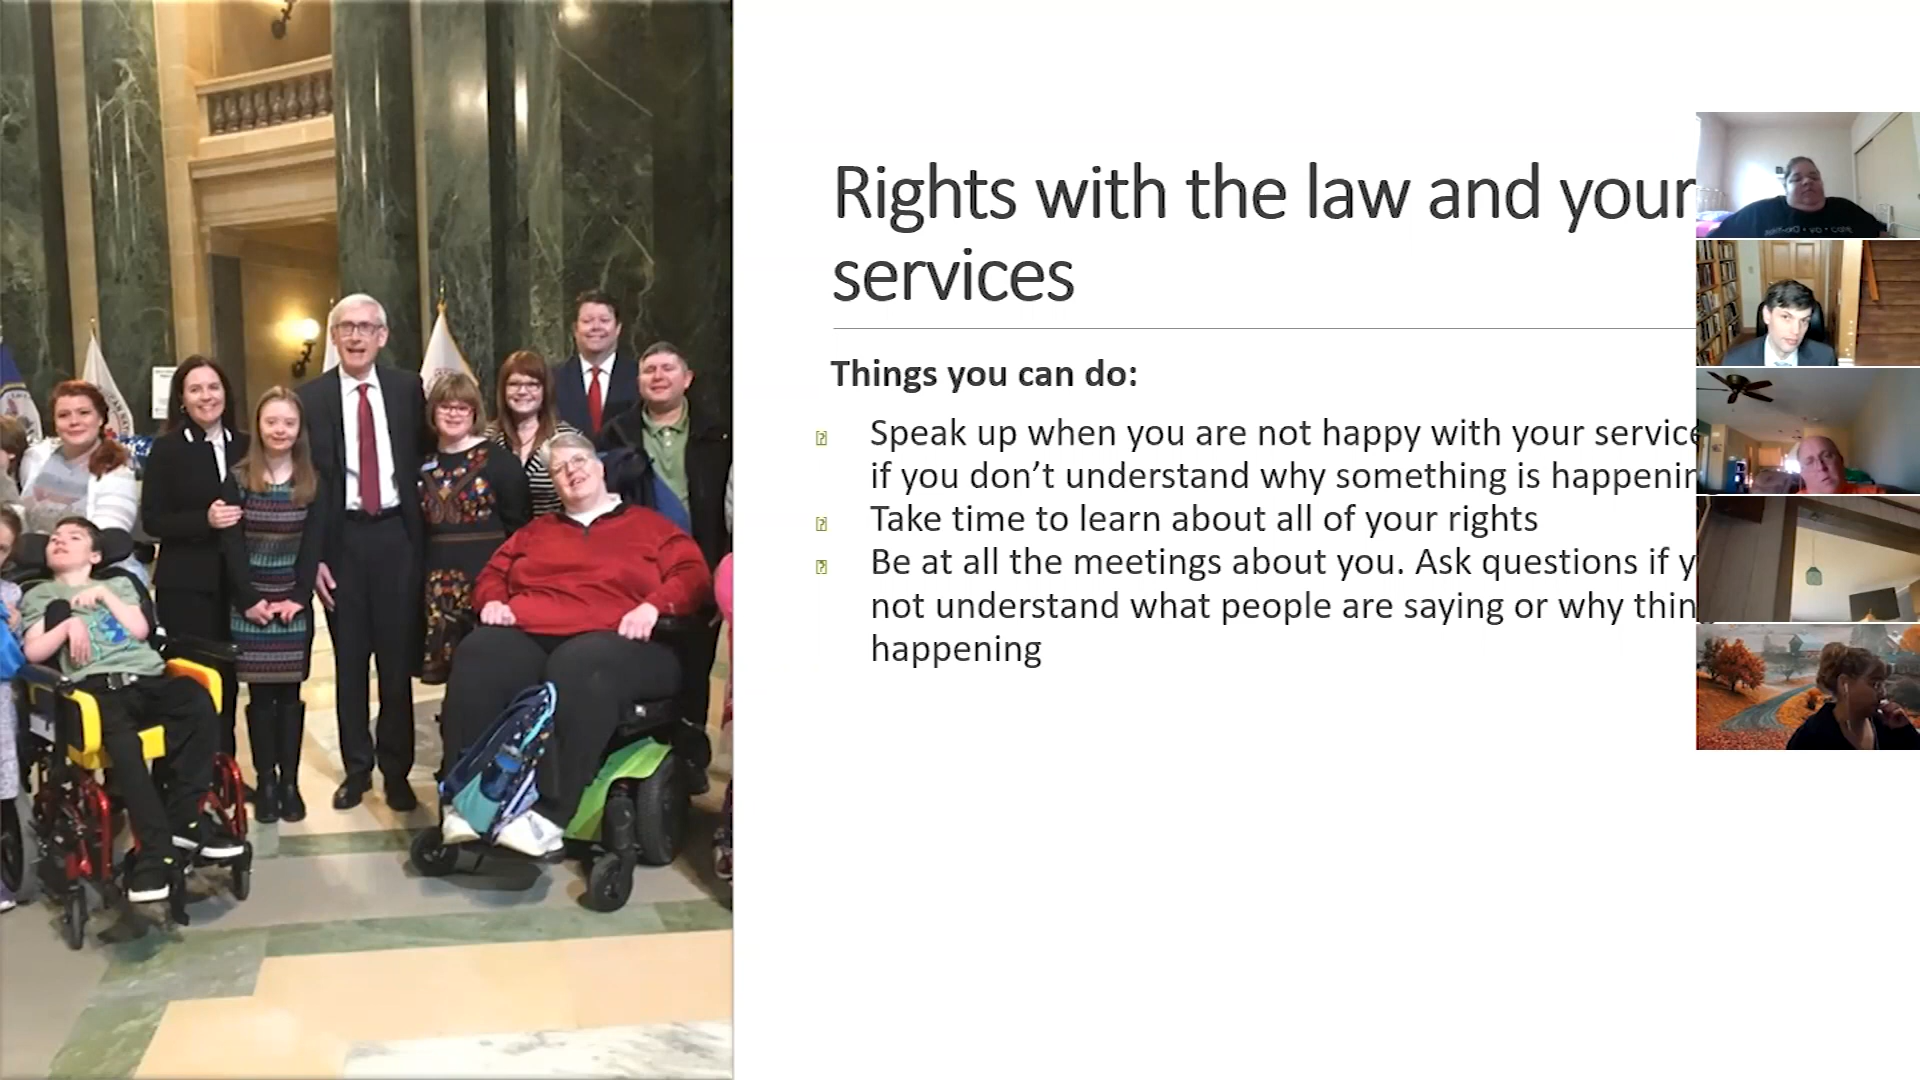 Rights with the law and your
services
Things you can do:
Speak up when you are not happy with your service
if you don’t understand why something is happenin
Take time to learn about all of your rights
Be at all the meetings about you. Ask questions if y
not understand what people are saying or why thin
happening